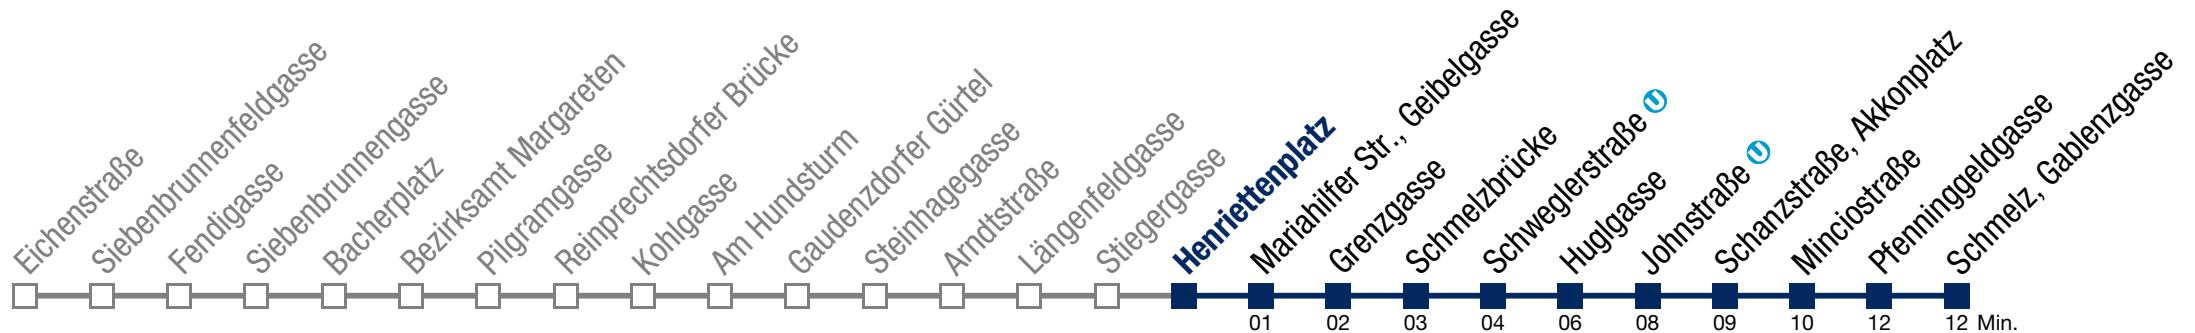 Eichenstraße
Siebenbrunnenfeldgasse
Fendigasse
Siebenbrunnengasse
Bacherplatz
Bezirksamt Margareten
Pilgramgasse
Reinprechtsdorfer Brücke
Kohlgasse
Am Hundsturm
Gaudenzdorfer Gürtel
Steinhagegasse
Arndtstraße
Längenfeldgasse
Stiegergasse
Henriettenplatz
Mariahilfer Str., Geibelgasse
Grenzgasse
Schmelzbrücke
Schweglerstraße U
Huglgasse
Johnstraße U
Schanzstraße, Akkonplatz
Minciostraße
Pfenninggeldgasse
Schmelz, Gablenzgasse
01 02 03 04 06 08 09 10 12 12 Min.